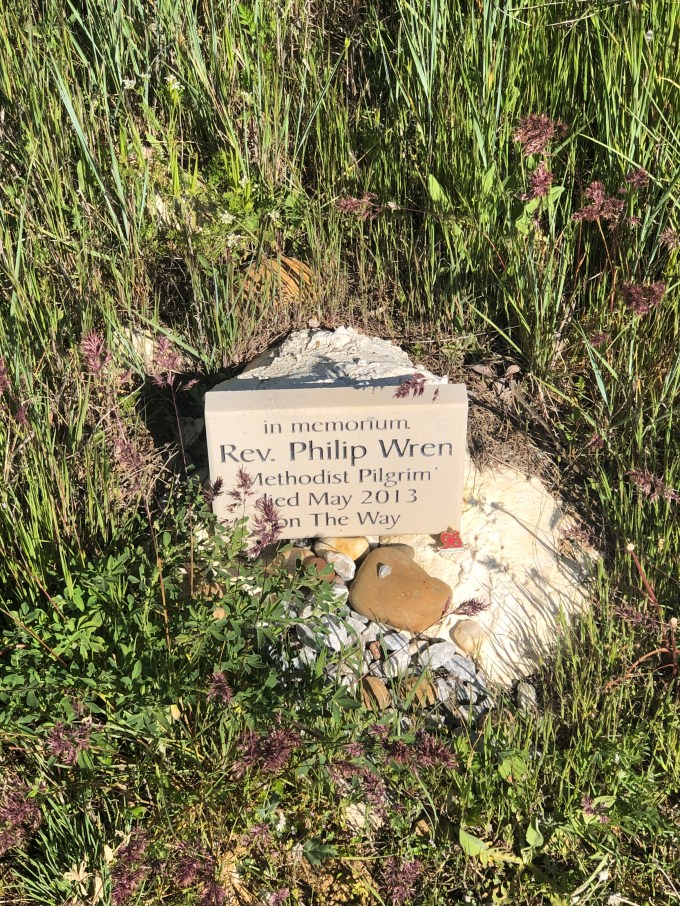 in memorium
Rev. Philip Wren
'Methodist Pilgrim'
died May 2013
on The Way